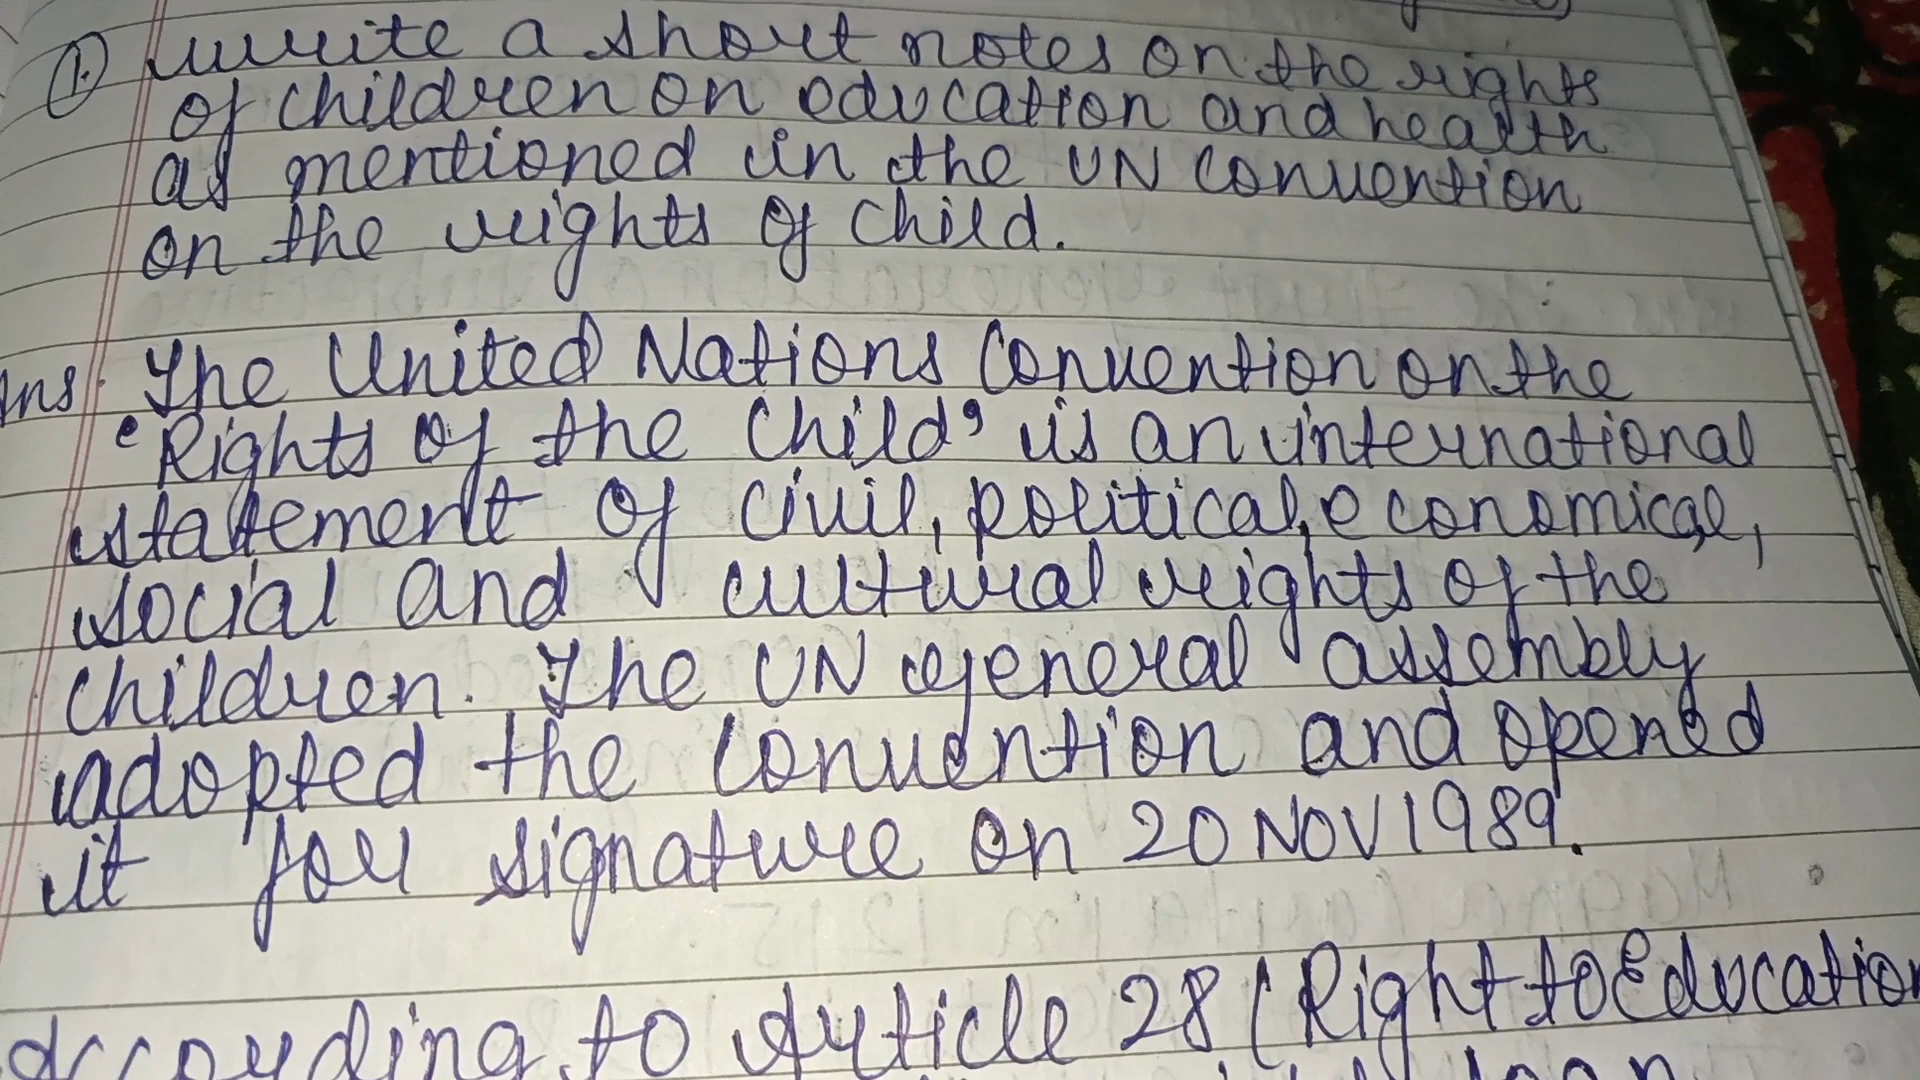 1. write a short notes on the rights
of children on education and health
as mentioned in the UN convention
on the rights of child.
Ans. The United Nations Convention on the
'Rights of the Child' is an international
statement of civil, political, economical,
social and cultural rights of the
children. The UN general assembly
adopted the convention and opened
it for signature on 20 NOV 1989.
According to Article 28 (Right to Education